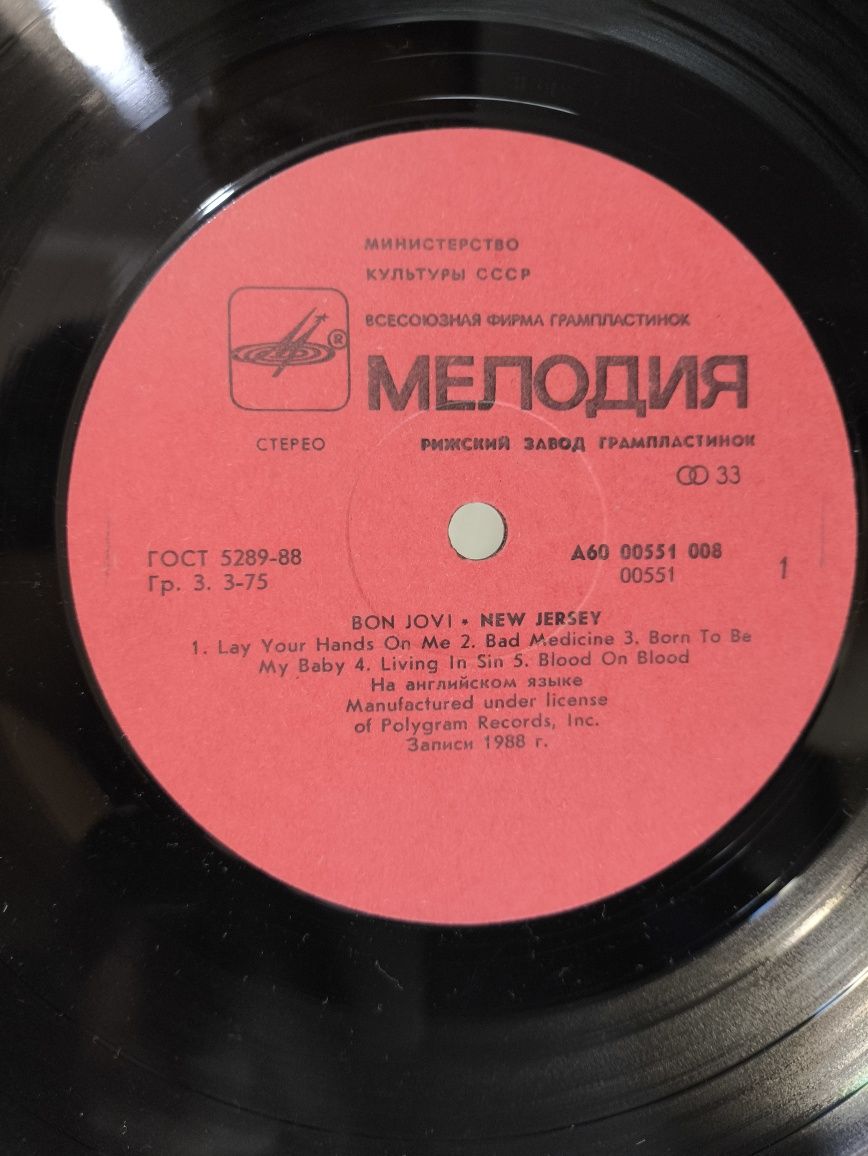 МИНИСТЕРСТВО
КУЛЬТУРЫ СССР
ВСЕСОЮЗНАЯ ФИРМА ГРАМПЛАСТИНОК
®
МЕЛОДИЯ
СТЕРЕО
РИЖСКИЙ ЗАВОД ГРАМПЛАСТИНОК
33
ГОСТ 5289-88
Гр. 3. 3-75
А60 00551 008
00551
1
BON JOVI • NEW JERSEY
1. Lay Your Hands On Me 2. Bad Medicine 3. Born To Be
My Baby 4. Living In Sin 5. Blood On Blood
На английском языке
Manufactured under license
of Polygram Records, Inc.
Записи 1988 г.